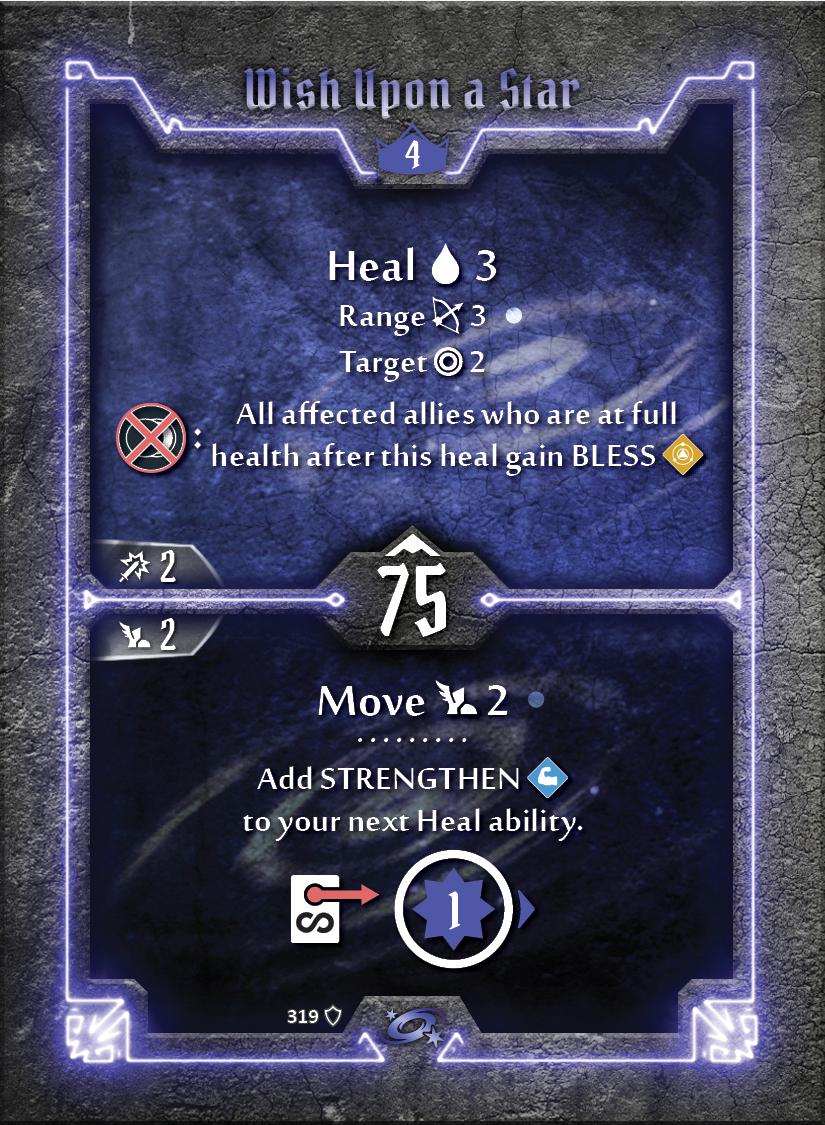 Wish Upon a Star
4
Heal 3
Range 3
Target 2
: All affected allies who are at full
health after this heal gain BLESS
2
75
2
Move 2
Add STRENGTHEN
to your next Heal ability.
1
319